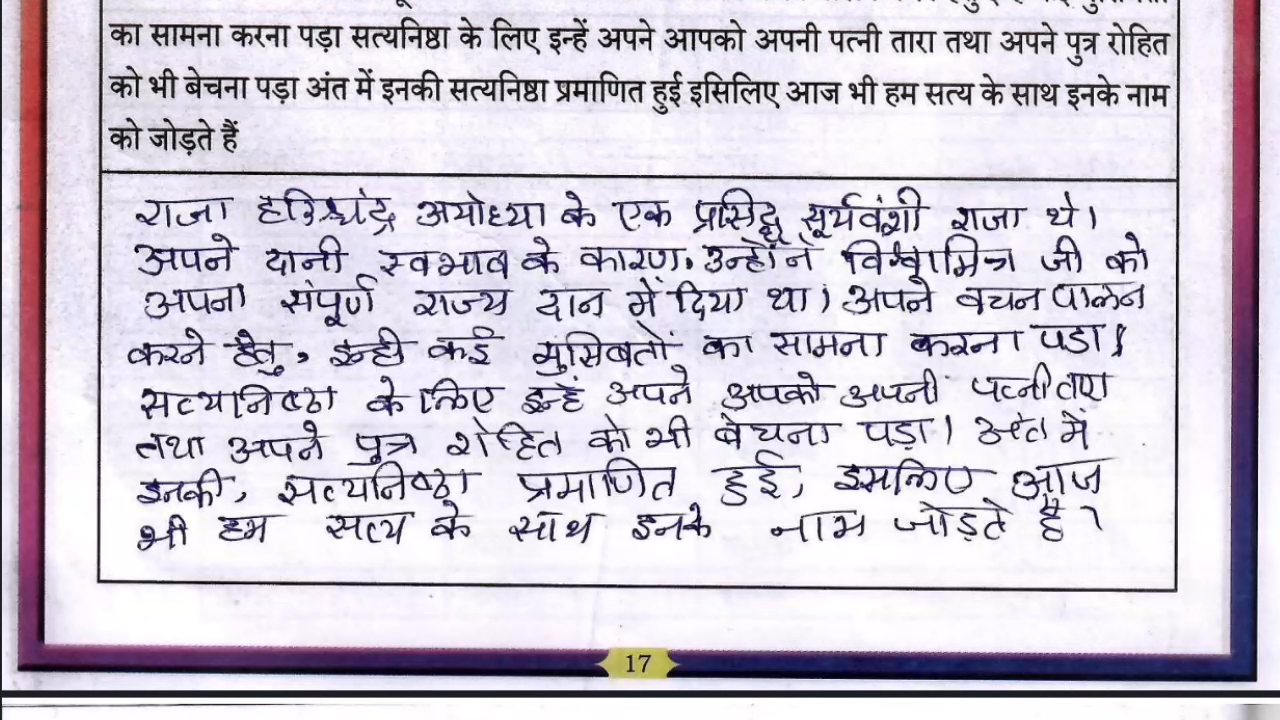 का सामना करना पड़ा सत्यनिष्ठा के लिए इन्हें अपने आपको अपनी पत्नी तारा तथा अपने पुत्र रोहित
को भी बेचना पड़ा अंत में इनकी सत्यनिष्ठा प्रमाणित हुई इसिलिए आज भी हम सत्य के साथ इनके नाम
को जोड़ते हैं
राजा हरिश्चंद्र अयोध्या के एक प्रसिद्ध सूर्यवंशी राजा थे।
अपने दानी स्वभाव के कारण, उन्होंने विश्वामित्र जी को
अपना संपूर्ण राज्य दान में दिया था। अपने वचन पालन
करने हेतु, इन्ही कई मुसिबतों का सामना करना पडा।
सत्यानिष्ठा के लिए इन्हें अपने आपको अपनी पत्नी
तथा अपने पुत्र रोहित को भी बेचना पड़ा। अंत में
इनकी, सत्यनिष्ठा प्रमाणित हुई, इसलिए आज
भी हम सत्य के साथ इनके नाम जोड़ते है?
17